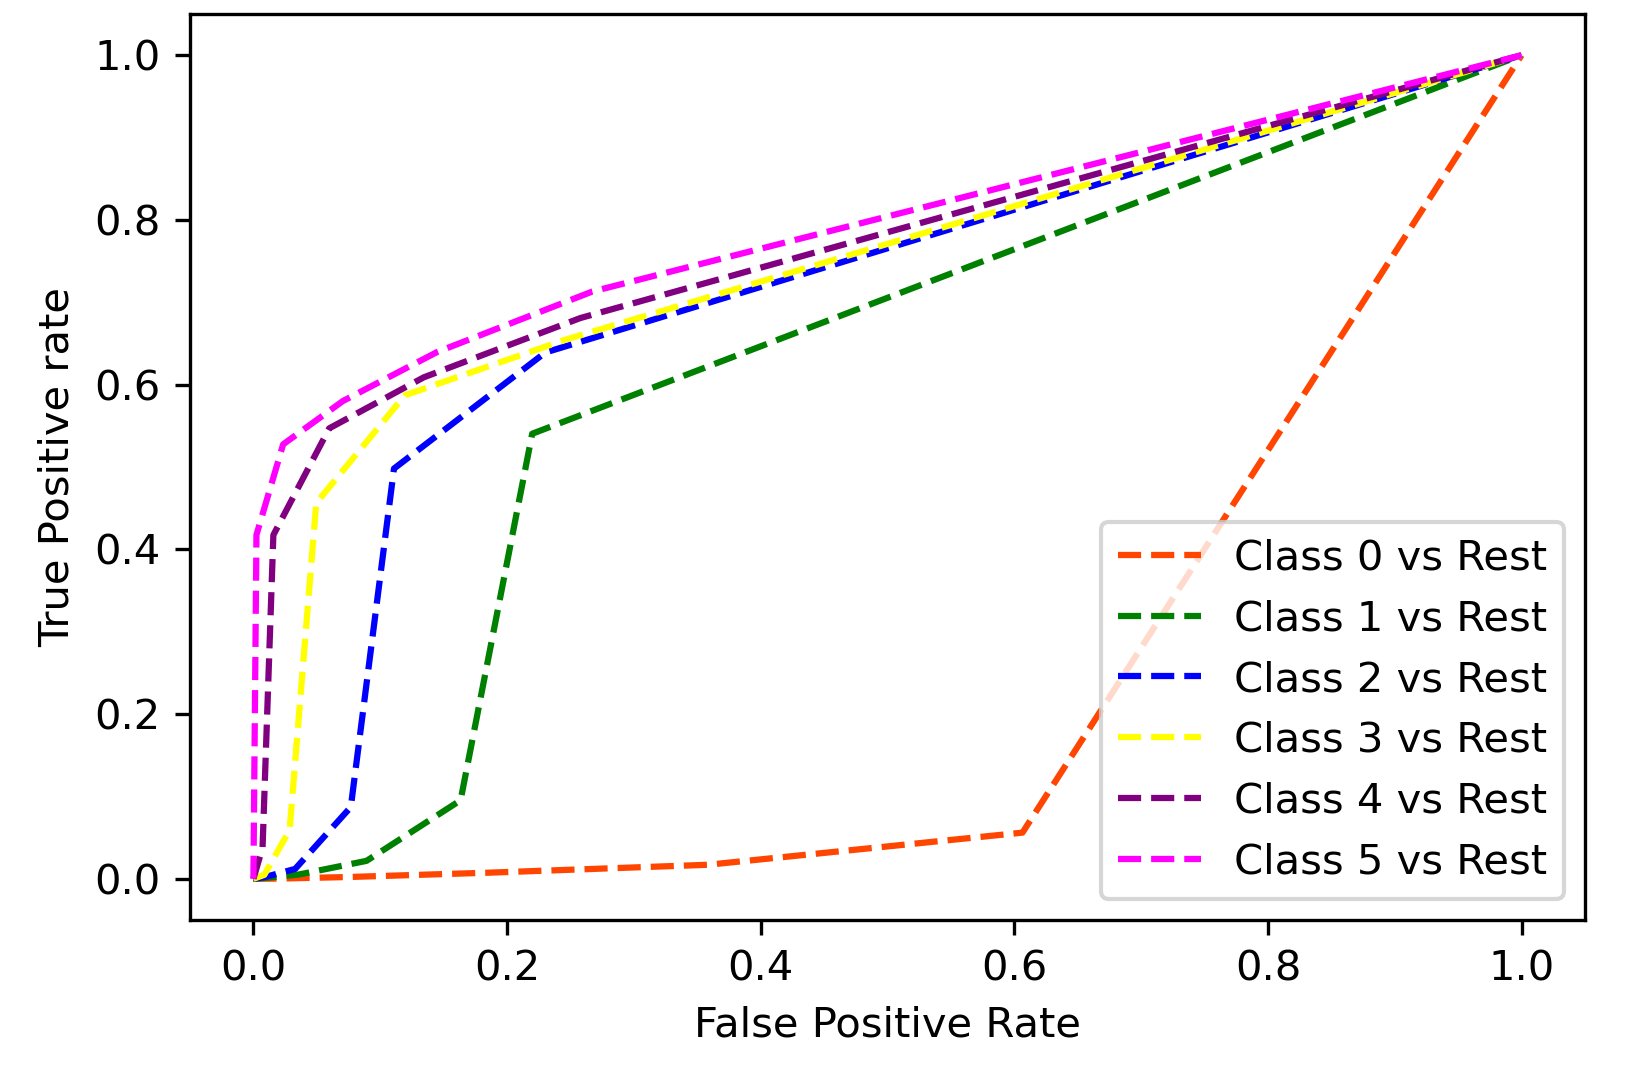 1.0
0.8
0.6
0.4
0.2
0.0
True Positive rate
Class 0 vs Rest
Class 1 vs Rest
Class 2 vs Rest
Class 3 vs Rest
Class 4 vs Rest
Class 5 vs Rest
0.0 0.2 0.4 0.6 0.8 1.0
False Positive Rate